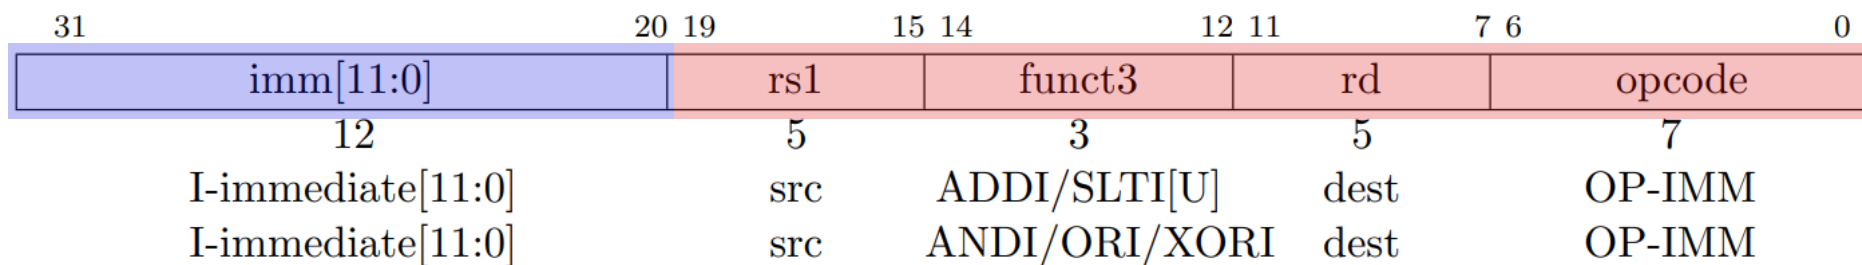 31 20 19 15 14 12 11 7 6 0
imm[11:0] rs1 funct3 rd opcode
12 5 3 5 7
I-immediate[11:0] src ADDI/SLTI[U] dest OP-IMM
I-immediate[11:0] src ANDI/ORI/XORI dest OP-IMM